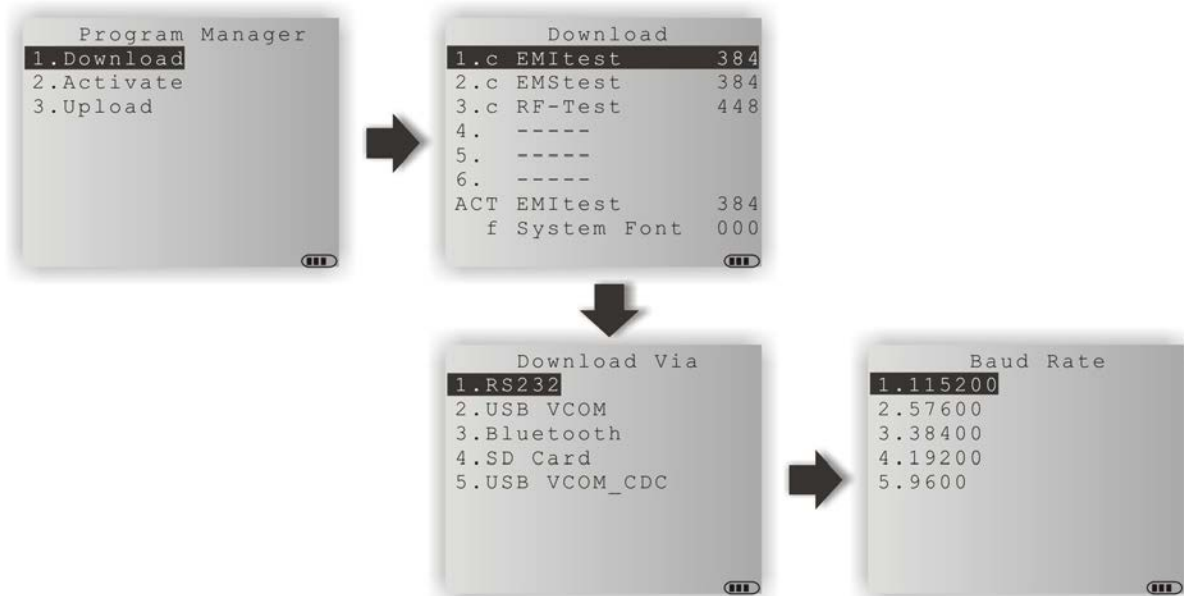 Program Manager
1.Download
2.Activate
3.Upload
Download
1.c EMItest 384
2.c EMStest 384
3.c RF-Test 448
4. -----
5. -----
6. -----
ACT EMItest 384
f System Font 000
Download Via
1.RS232
2.USB VCOM
3.Bluetooth
4.SD Card
5.USB VCOM_CDC
Baud Rate
1.115200
2.57600
3.38400
4.19200
5.9600